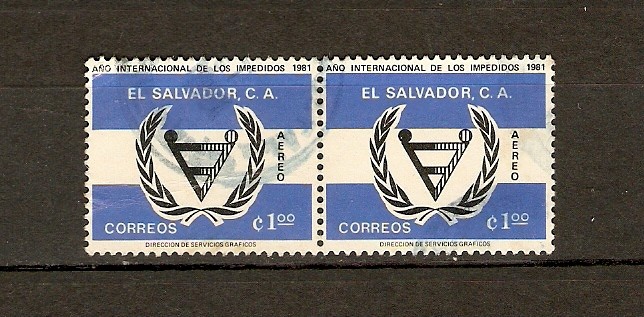 AÑO INTERNACIONAL DE LOS IMPEDIDOS 1981
EL SALVADOR, C. A.
AEREO
CORREOS ¢1.00
DIRECCION DE SERVICIOS GRAFICOS
AÑO INTERNACIONAL DE LOS IMPEDIDOS 1981
EL SALVADOR, C. A.
AEREO
CORREOS ¢1.00
DIRECCION DE SERVICIOS GRAFICOS